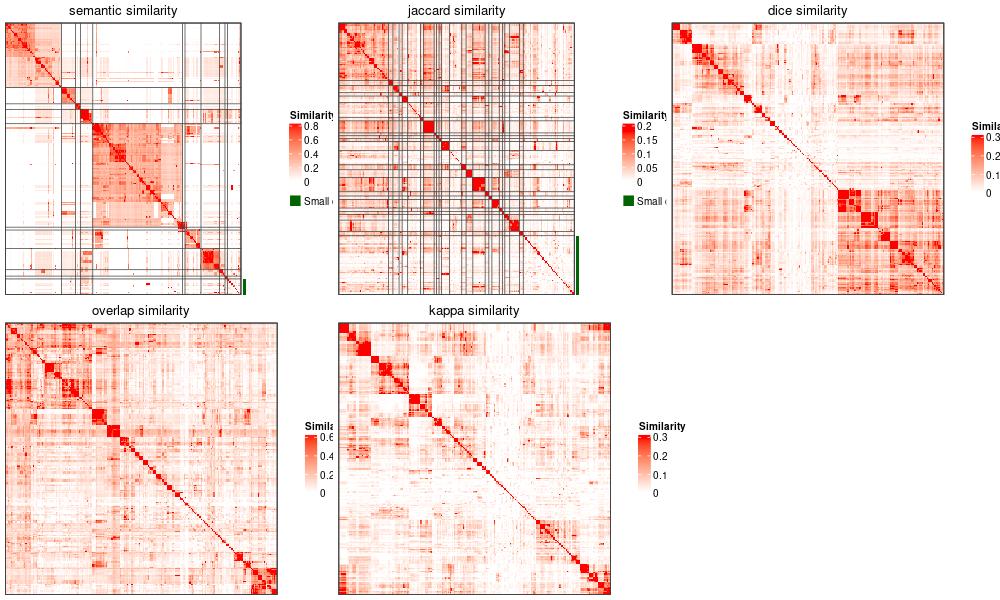 semantic similarity
Similarity
0.8
0.6
0.4
0.2
0
Small
jaccard similarity
Similarity
0.2
0.15
0.1
0.05
0
Small
dice similarity
Simila
0.3
0.2
0.1
0
overlap similarity
Simila
0.6
0.4
0.2
0
kappa similarity
Similarity
0.3
0.2
0.1
0